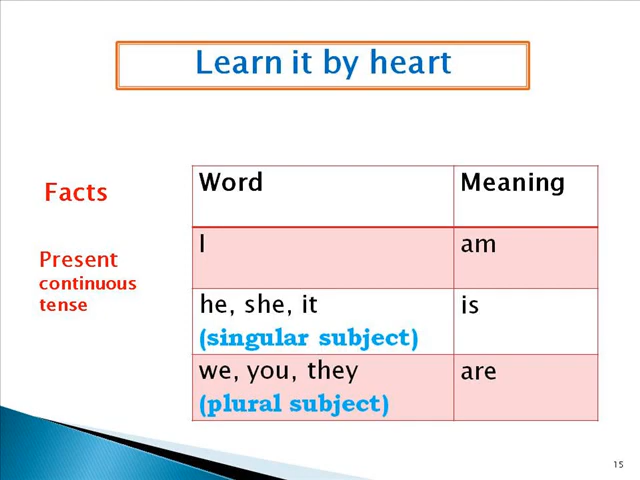 Learn it by heart
Facts
Present
continuous
tense
Word Meaning
I am
he, she, it is
(singular subject)
we, you, they are
(plural subject)
15